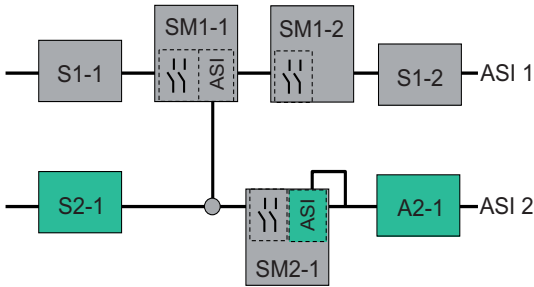 SM1-1
SM1-2
S1-1
ASI
S1-2
ASI 1
S2-1
ASI
A2-1
ASI 2
SM2-1